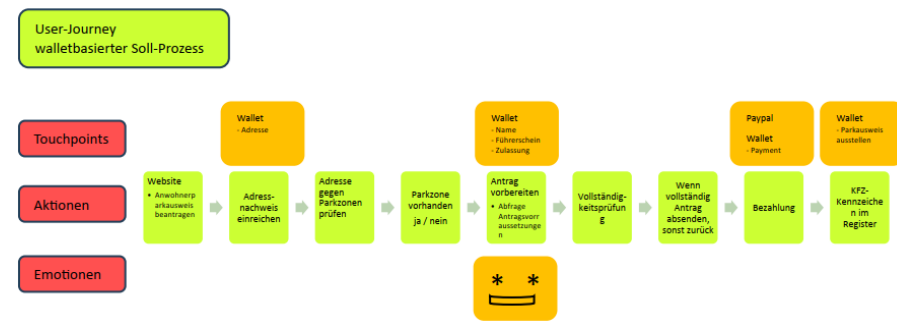 User-Journey
walletbasierter Soll-Prozess
Touchpoints
Wallet
- Adresse
Wallet
- Name
- Führerschein
- Zulassung
Paypal
Wallet
- Payment
Wallet
- Parkausweis
ausstellen
Aktionen
Website
• Anwohnerp
arkausweis
beantragen
Adress-
nachweis
einreichen
Adresse
gegen
Parkzonen
prüfen
Parkzone
vorhanden
ja / nein
Antrag
vorbereiten
• Abfrage
Antragsvorr
aussetzunge
n
Vollständig-
keitsprüfun
g
Wenn
vollständig
Antrag
absenden,
sonst zurück
Bezahlung
KFZ-
Kennzeiche
n im
Register
Emotionen
* *